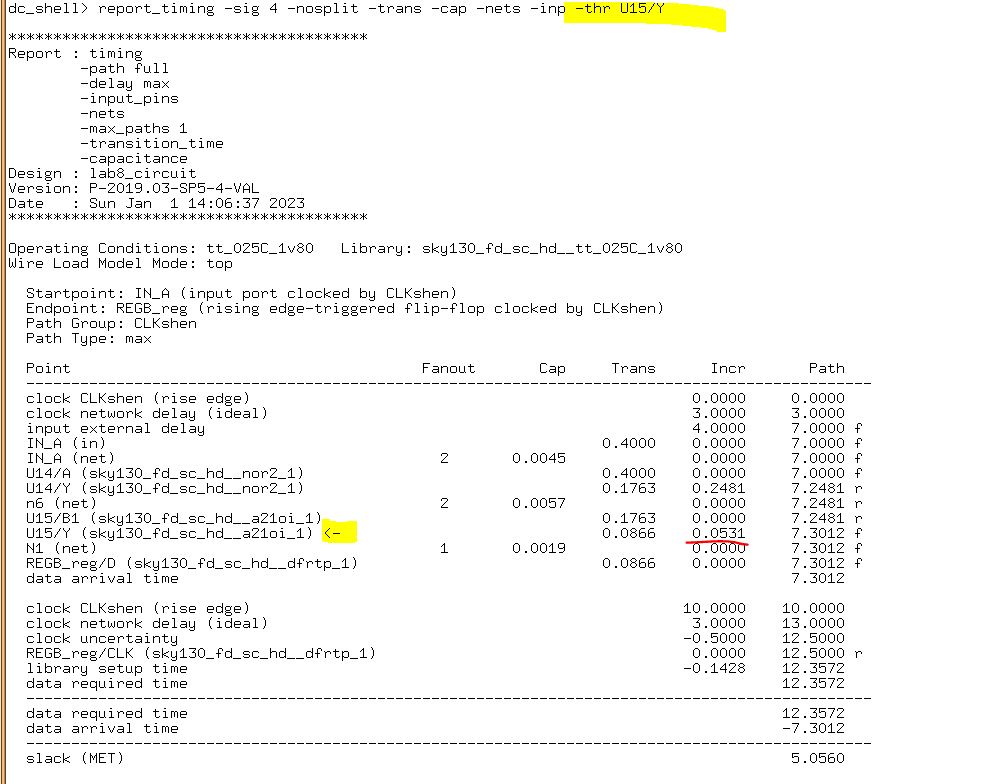 dc_shell> report_timing -sig 4 -nosplit -trans -cap -nets -inp -thr U15/Y
****************************************
Report : timing
        -path full
        -delay max
        -input_pins
        -nets
        -max_paths 1
        -transition_time
        -capacitance
Design : lab8_circuit
Version: P-2019.03-SP5-4-VAL
Date   : Sun Jan  1 14:06:37 2023
****************************************
Operating Conditions: tt_025C_1v80   Library: sky130_fd_sc_hd__tt_025C_1v80
Wire Load Model Mode: top
  Startpoint: IN_A (input port clocked by CLKshen)
  Endpoint: REGB_reg (rising edge-triggered flip-flop clocked by CLKshen)
  Path Group: CLKshen
  Path Type: max
  Point                                       Fanout       Cap     Trans      Incr       Path
  ----------------------------------------------------------------------------------------------
  clock CLKshen (rise edge)                                                 0.0000     0.0000
  clock network delay (ideal)                                               3.0000     3.0000
  input external delay                                                      4.0000     7.0000 f
  IN_A (in)                                                       0.4000    0.0000     7.0000 f
  IN_A (net)                                    2       0.0045              0.0000     7.0000 f
  U14/A (sky130_fd_sc_hd__nor2_1)                                 0.4000    0.0000     7.0000 f
  U14/Y (sky130_fd_sc_hd__nor2_1)                                 0.1763    0.2481     7.2481 r
  n6 (net)                                      2       0.0057              0.0000     7.2481 r
  U15/B1 (sky130_fd_sc_hd__a21oi_1)                               0.1763    0.0000     7.2481 r
  U15/Y (sky130_fd_sc_hd__a21oi_1) <-                             0.0866    0.0531     7.3012 f
  N1 (net)                                      1       0.0019              0.0000     7.3012 f
  REGB_reg/D (sky130_fd_sc_hd__dfrtp_1)                           0.0866    0.0000     7.3012 f
  data arrival time                                                                    7.3012
  clock CLKshen (rise edge)                                                10.0000    10.0000
  clock network delay (ideal)                                               3.0000    13.0000
  clock uncertainty                                                        -0.5000    12.5000
  REGB_reg/CLK (sky130_fd_sc_hd__dfrtp_1)                                   0.0000    12.5000 r
  library setup time                                                       -0.1428    12.3572
  data required time                                                                  12.3572
  ----------------------------------------------------------------------------------------------
  data required time                                                                  12.3572
  data arrival time                                                                   -7.3012
  ----------------------------------------------------------------------------------------------
  slack (MET)                                                                          5.0560